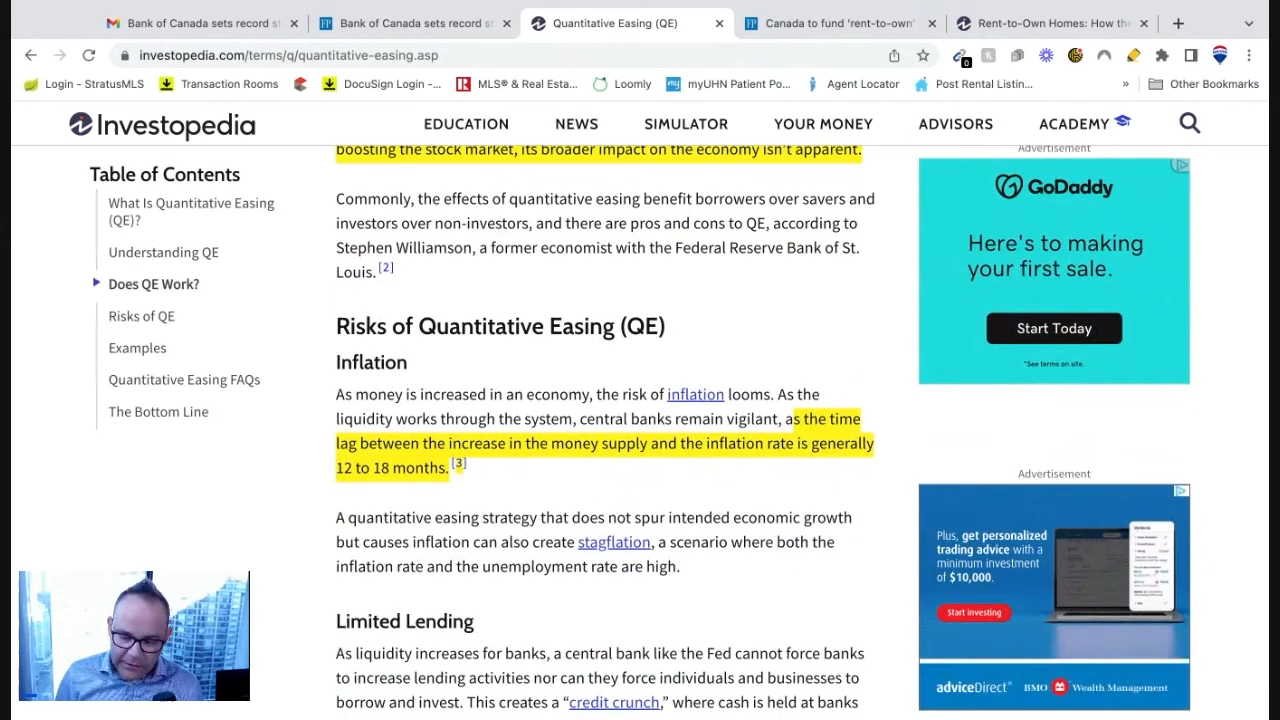 Bank of Canada sets record st
Bank of Canada sets record st
Quantitative Easing (QE)
Canada to fund 'rent-to-own'
Rent-to-Own Homes: How the
investopedia.com/terms/q/quantitative-easing.asp
0
Login - StratusMLS
Transaction Rooms
DocuSign Login -...
MLS® & Real Esta...
Loomly
myUHN Patient Po...
Agent Locator
Post Rental Listin...
»
Other Bookmarks
Investopedia
EDUCATION
NEWS
SIMULATOR
YOUR MONEY
ADVISORS
ACADEMY
Table of Contents
What Is Quantitative Easing
(QE)?
Understanding QE
Does QE Work?
Risks of QE
Examples
Quantitative Easing FAQs
The Bottom Line
boosting the stock market, its broader impact on the economy isn't apparent.
Commonly, the effects of quantitative easing benefit borrowers over savers and
investors over non-investors, and there are pros and cons to QE, according to
Stephen Williamson, a former economist with the Federal Reserve Bank of St.
Louis. [2]
Risks of Quantitative Easing (QE)
Inflation
As money is increased in an economy, the risk of inflation looms. As the
liquidity works through the system, central banks remain vigilant, as the time
lag between the increase in the money supply and the inflation rate is generally
12 to 18 months. [3]
A quantitative easing strategy that does not spur intended economic growth
but causes inflation can also create stagflation, a scenario where both the
inflation rate and the unemployment rate are high.
Limited Lending
As liquidity increases for banks, a central bank like the Fed cannot force banks
to increase lending activities nor can they force individuals and businesses to
borrow and invest. This creates a “credit crunch,” where cash is held at banks
Advertisement
GoDaddy
Here's to making
your first sale.
Start Today
*See terms on site.
Advertisement
Plus, get personalized
trading advice with a
minimum investment
of $10,000.
Start investing
adviceDirect®
BMO Wealth Management